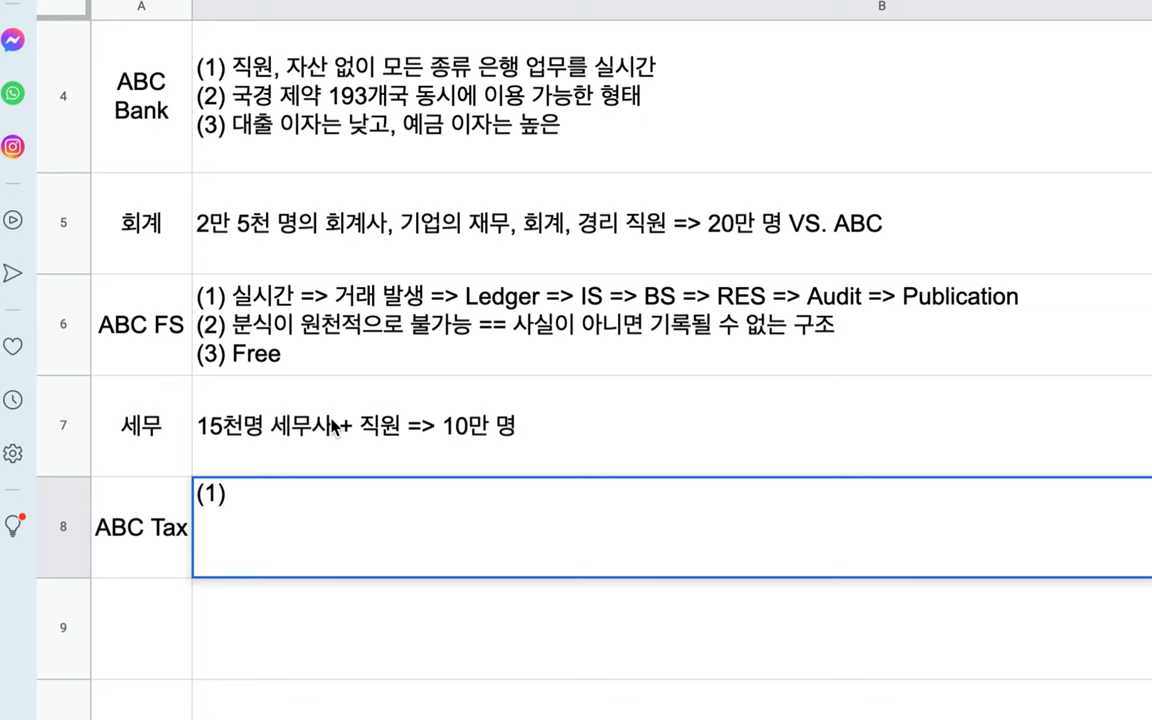 A
B
4
ABC
Bank
(1) 직원, 자산 없이 모든 종류 은행 업무를 실시간
(2) 국경 제약 193개국 동시에 이용 가능한 형태
(3) 대출 이자는 낮고, 예금 이자는 높은
5
회계
2만 5천 명의 회계사, 기업의 재무, 회계, 경리 직원 => 20만 명 VS. ABC
6
ABC FS
(1) 실시간 => 거래 발생 => Ledger => IS => BS => RES => Audit => Publication
(2) 분식이 원천적으로 불가능 == 사실이 아니면 기록될 수 없는 구조
(3) Free
7
세무
15천명 세무사 + 직원 => 10만 명
8
ABC Tax
(1)
9